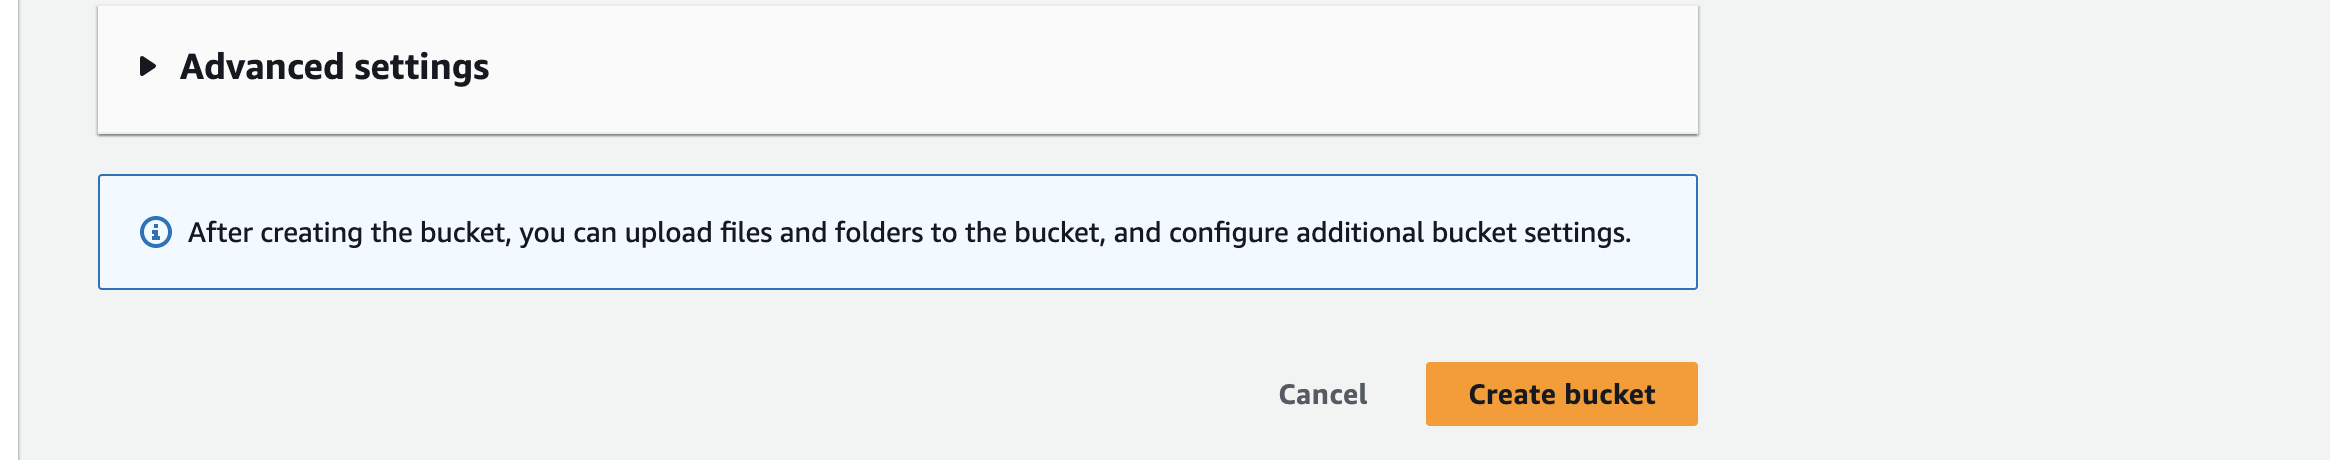 Advanced settings
After creating the bucket, you can upload files and folders to the bucket, and configure additional bucket settings.
Cancel
Create bucket